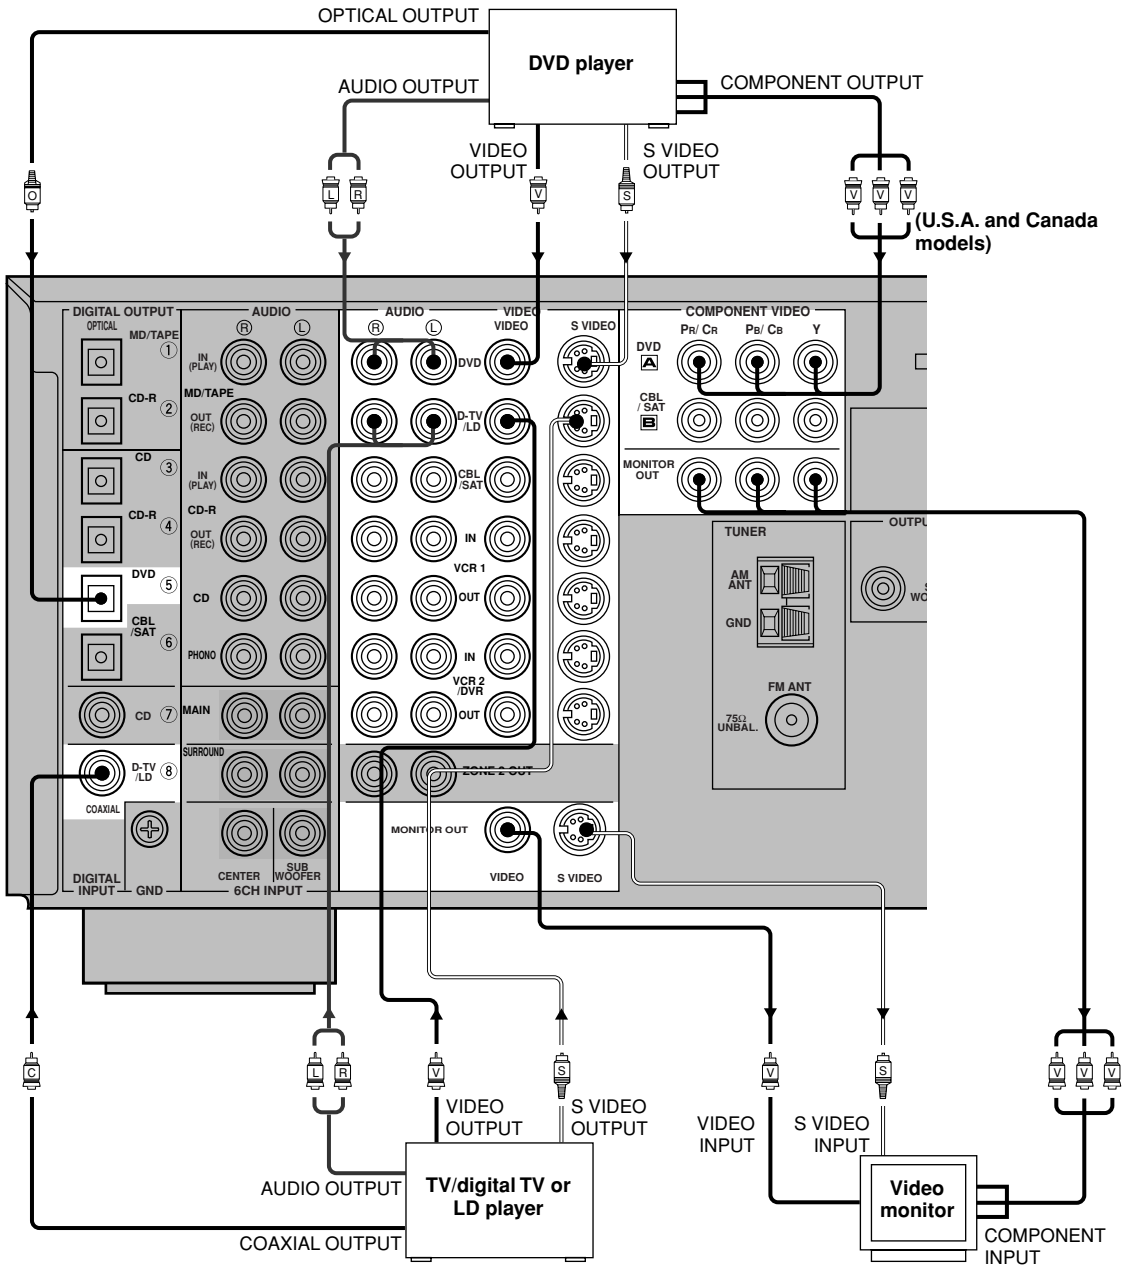 OPTICAL OUTPUT
DVD player
AUDIO OUTPUT
COMPONENT OUTPUT
VIDEO
OUTPUT
S VIDEO
OUTPUT
O
L
R
V
S
V
V
V
(U.S.A. and Canada
models)
DIGITAL OUTPUT
OPTICAL
MD/TAPE
1
CD-R
2
CD
3
CD-R
4
DVD
5
CBL
/SAT
6
CD
7
D-TV
/LD
8
COAXIAL
DIGITAL
INPUT
GND
AUDIO
R
L
IN
(PLAY)
MD/TAPE
OUT
(REC)
IN
(PLAY)
CD-R
OUT
(REC)
CD
PHONO
MAIN
SURROUND
CENTER
SUB
WOOFER
6CH INPUT
AUDIO
R
L
VIDEO
VIDEO
S VIDEO
DVD
D-TV
/LD
CBL
/SAT
IN
VCR 1
OUT
IN
VCR 2
/DVR
OUT
ZONE 2 OUT
MONITOR OUT
VIDEO
S VIDEO
COMPONENT VIDEO
PR/ CR
PB/ CB
Y
DVD
A
CBL
/ SAT
B
MONITOR
OUT
TUNER
AM
ANT
GND
FM ANT
75Ω
UNBAL.
C
L
R
V
S
V
S
V
V
V
VIDEO
OUTPUT
S VIDEO
OUTPUT
VIDEO
INPUT
S VIDEO
INPUT
AUDIO OUTPUT
TV/digital TV or
LD player
COAXIAL OUTPUT
Video
monitor
COMPONENT
INPUT